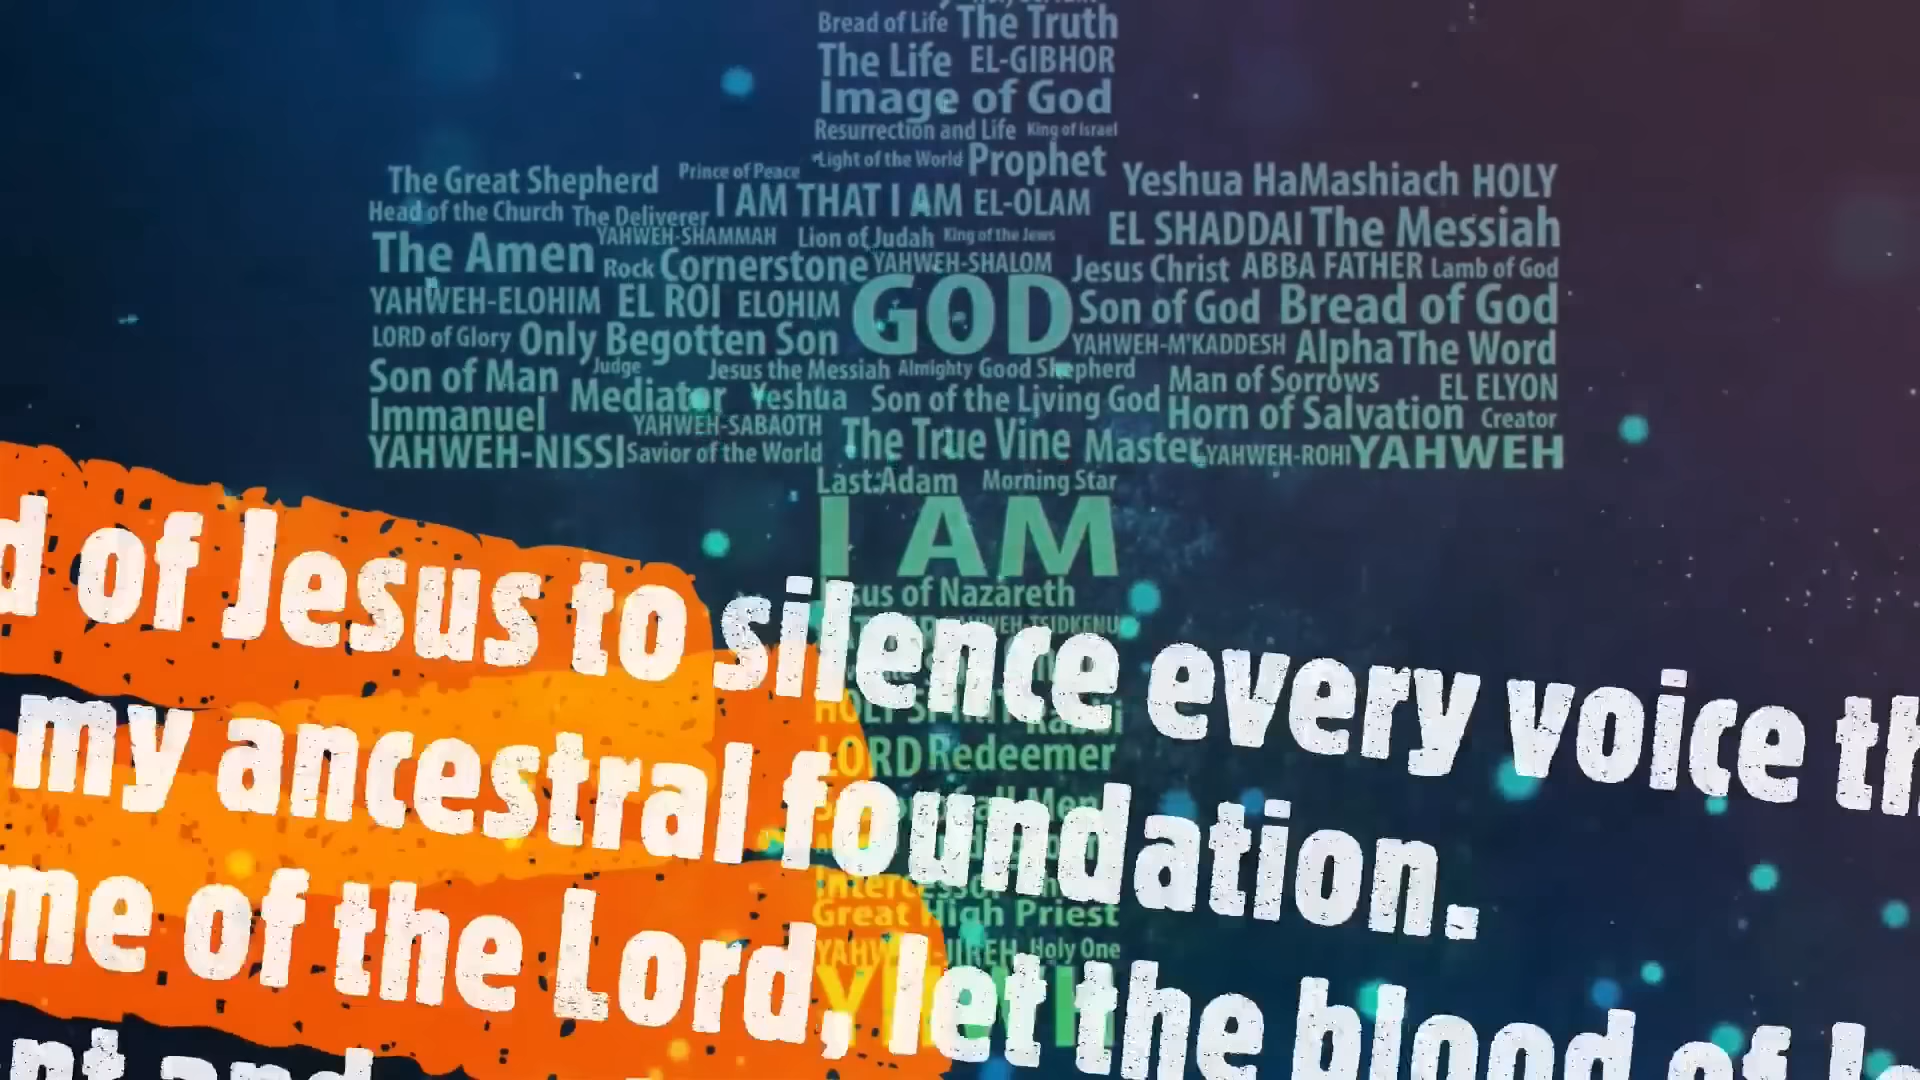 Bread of Life The Truth
The Life EL-GIBHOR
Image of God
Resurrection and Life King of Israel
Light of the World Prophet
The Great Shepherd Prince of Peace Yeshua HaMashiach HOLY
Head of the Church The Deliverer I AM THAT I AM EL-OLAM
YAHWEH-SHAMMAH Lion of Judah King of the Jews EL SHADDAI The Messiah
The Amen Rock Cornerstone YAHWEH-SHALOM Jesus Christ ABBA FATHER Lamb of God
YAHWEH-ELOHIM EL ROI ELOHIM GOD Son of God Bread of God
LORD of Glory Only Begotten Son YAHWEH-M'KADDESH Alpha The Word
Son of Man Judge Jesus the Messiah Almighty Good Shepherd Man of Sorrows EL ELYON
Immanuel Mediator Yeshua Son of the Living God Horn of Salvation Creator
YAHWEH-SABAOTH
YAHWEH-NISSI Savior of the World The True Vine Master YAHWEH-ROHI YAHWEH
Last Adam Morning Star
I AM
sus of Nazareth
LORD Redeemer
Great High Priest
Holy One
d of Jesus to silence every voice th
my ancestral foundation.
me of the Lord, let the blood of